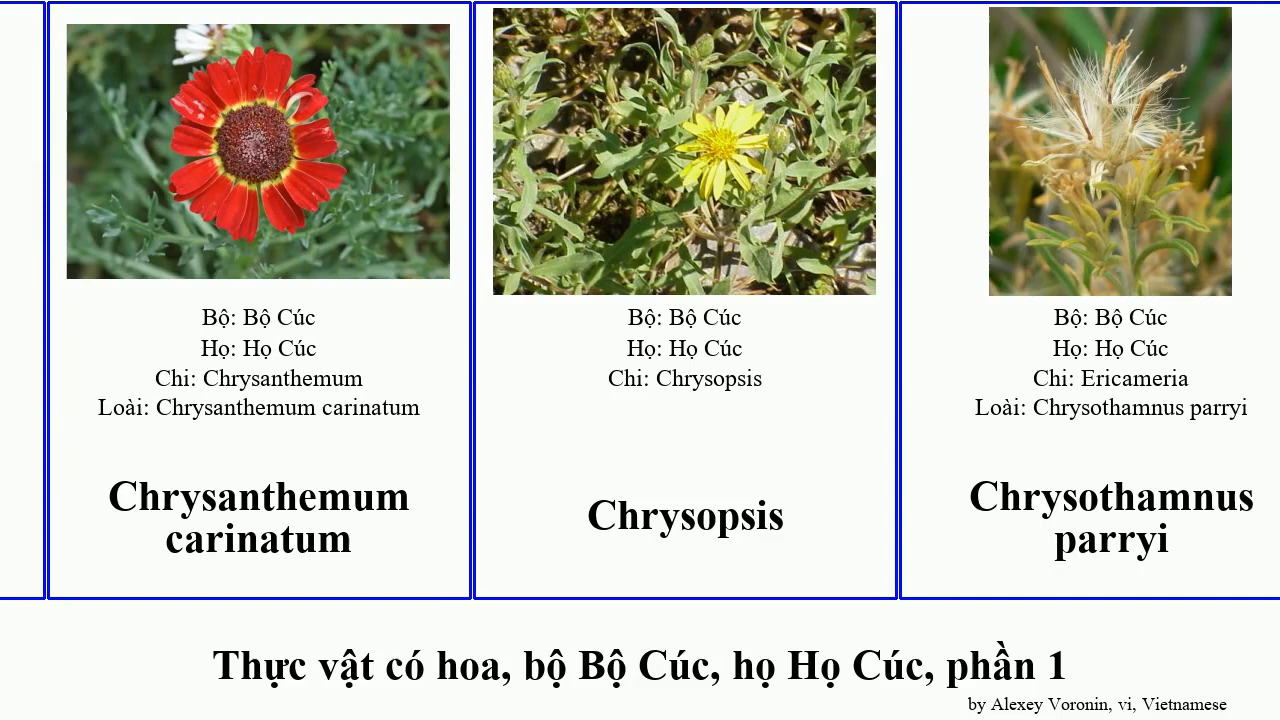 Bộ: Bộ Cúc
Họ: Họ Cúc
Chi: Chrysanthemum
Loài: Chrysanthemum carinatum
Chrysanthemum
carinatum
Bộ: Bộ Cúc
Họ: Họ Cúc
Chi: Chrysopsis
Chrysopsis
Bộ: Bộ Cúc
Họ: Họ Cúc
Chi: Ericameria
Loài: Chrysothamnus parryi
Chrysothamnus
parryi
Thực vật có hoa, bộ Bộ Cúc, họ Họ Cúc, phần 1
by Alexey Voronin, vi, Vietnamese